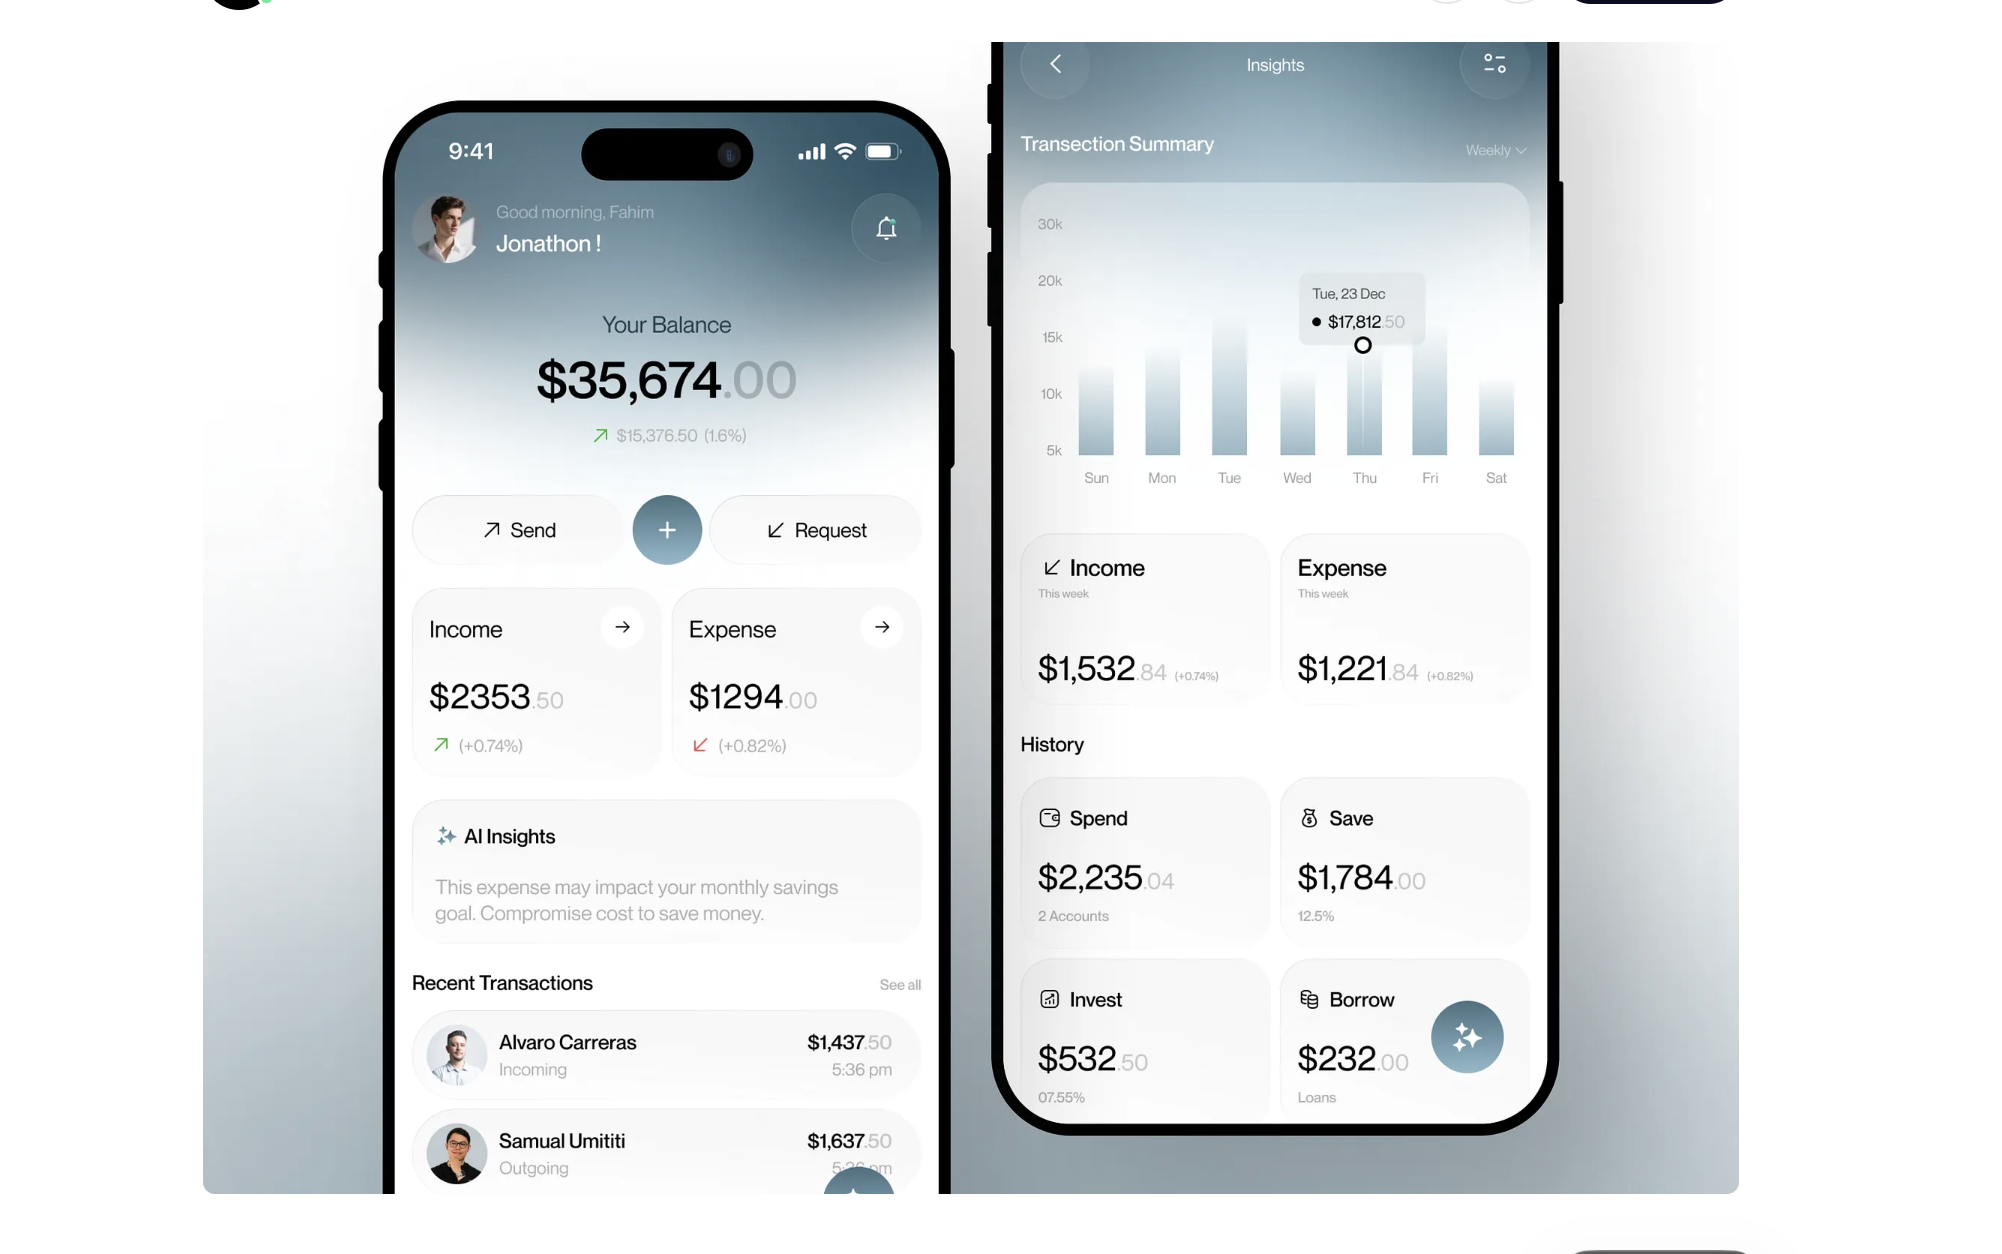 9:41
Good morning, Fahim
Jonathon !
Your Balance
$35,674.00
$15,376.50 (1.6%)
Send
+
Request
Income
Expense
$2353.50
$1294.00
(+0.74%)
(+0.82%)
AI Insights
This expense may impact your monthly savings
goal. Compromise cost to save money.
Recent Transactions
See all
Alvaro Carreras
$1,437.50
Incoming
5:36 pm
Samual Umititi
$1,637.50
Outgoing
5:36 pm
Insights
Transection Summary
Weekly
30k
20k
15k
10k
5k
Tue, 23 Dec
$17,812.50
Sun Mon Tue Wed Thu Fri Sat
Income
This week
$1,532.84 (+0.74%)
Expense
This week
$1,221.84 (+0.82%)
History
Spend
$2,235.04
2 Accounts
Save
$1,784.00
12.5%
Invest
$532.50
07.55%
Borrow
$232.00
Loans